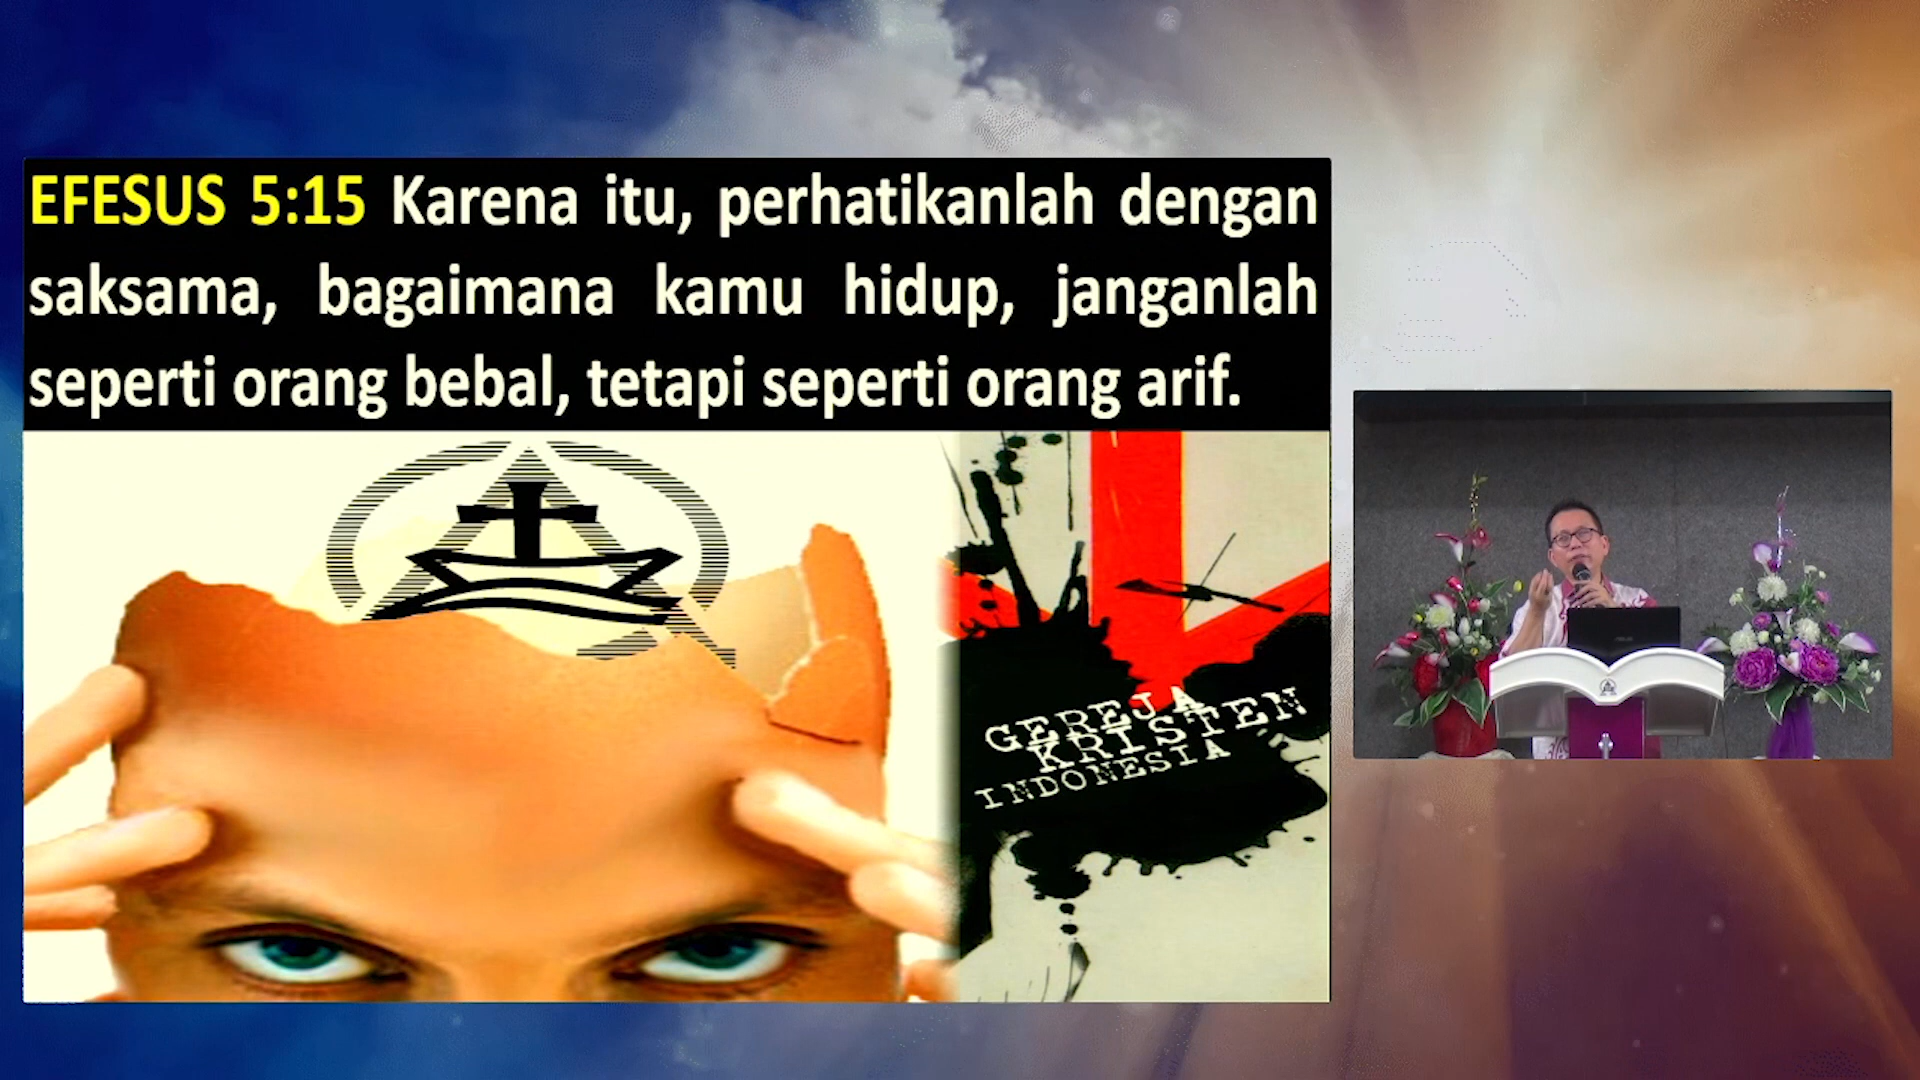 EFESUS 5:15 Karena itu, perhatikanlah dengan
saksama, bagaimana kamu hidup, janganlah
seperti orang bebal, tetapi seperti orang arif.
GEREJA
KRISTEN
INDONESIA